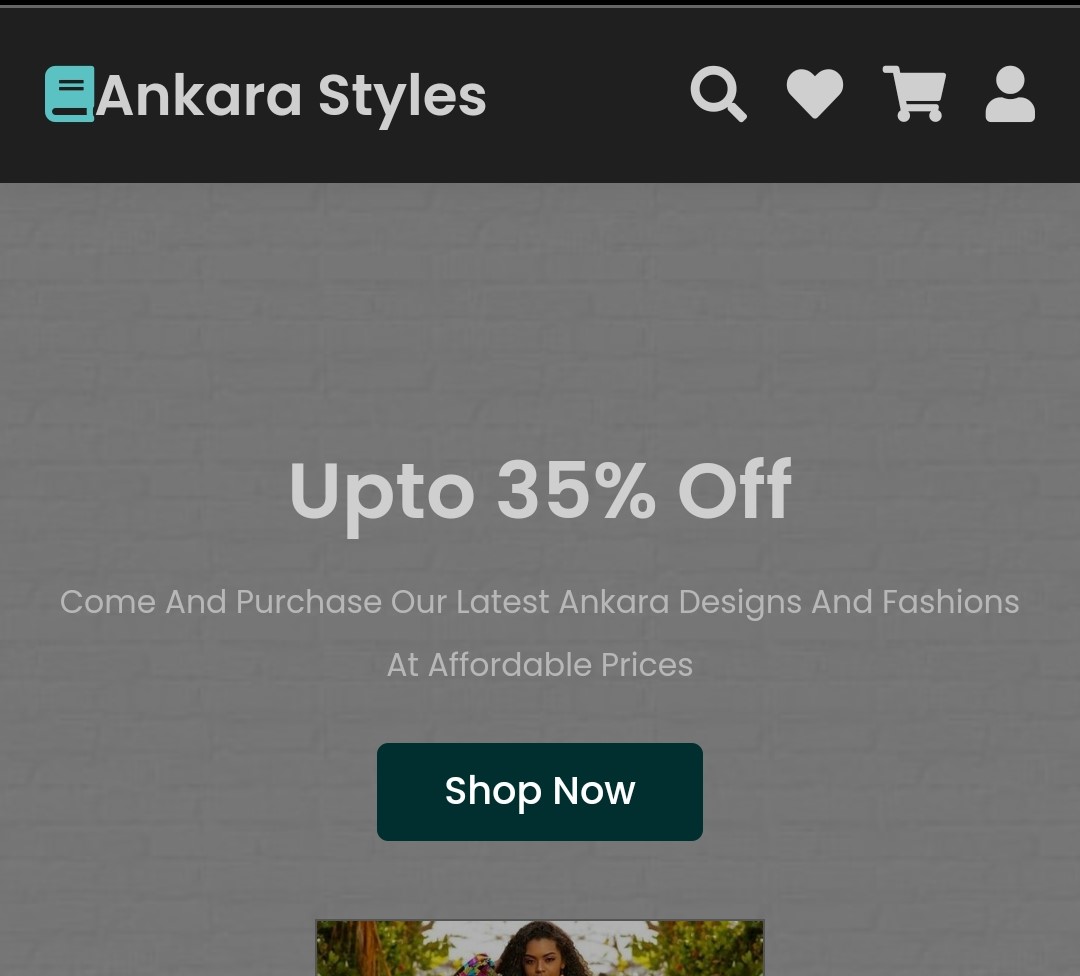 Ankara Styles
Upto 35% Off
Come And Purchase Our Latest Ankara Designs And Fashions
At Affordable Prices
Shop Now